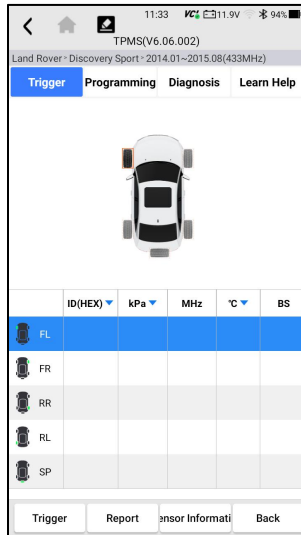 11:33 VCI 11.9V 94%
TPMS(V6.06.002)
Land Rover > Discovery Sport > 2014.01~2015.08(433MHz)
Trigger Programming Diagnosis Learn Help
ID(HEX) kPa MHz °C BS
FL
FR
RR
RL
SP
Trigger Report ensor Informati Back